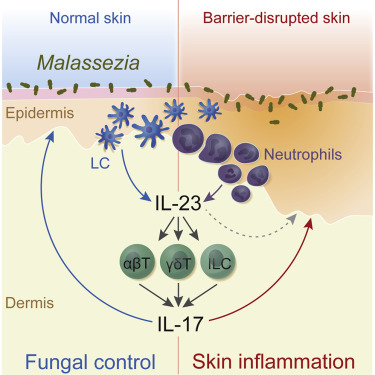 Normal skin
Barrier-disrupted skin
Malassezia
Epidermis
LC
Neutrophils
IL-23
αβT
γδT
ILC
Dermis
IL-17
Fungal control
Skin inflammation